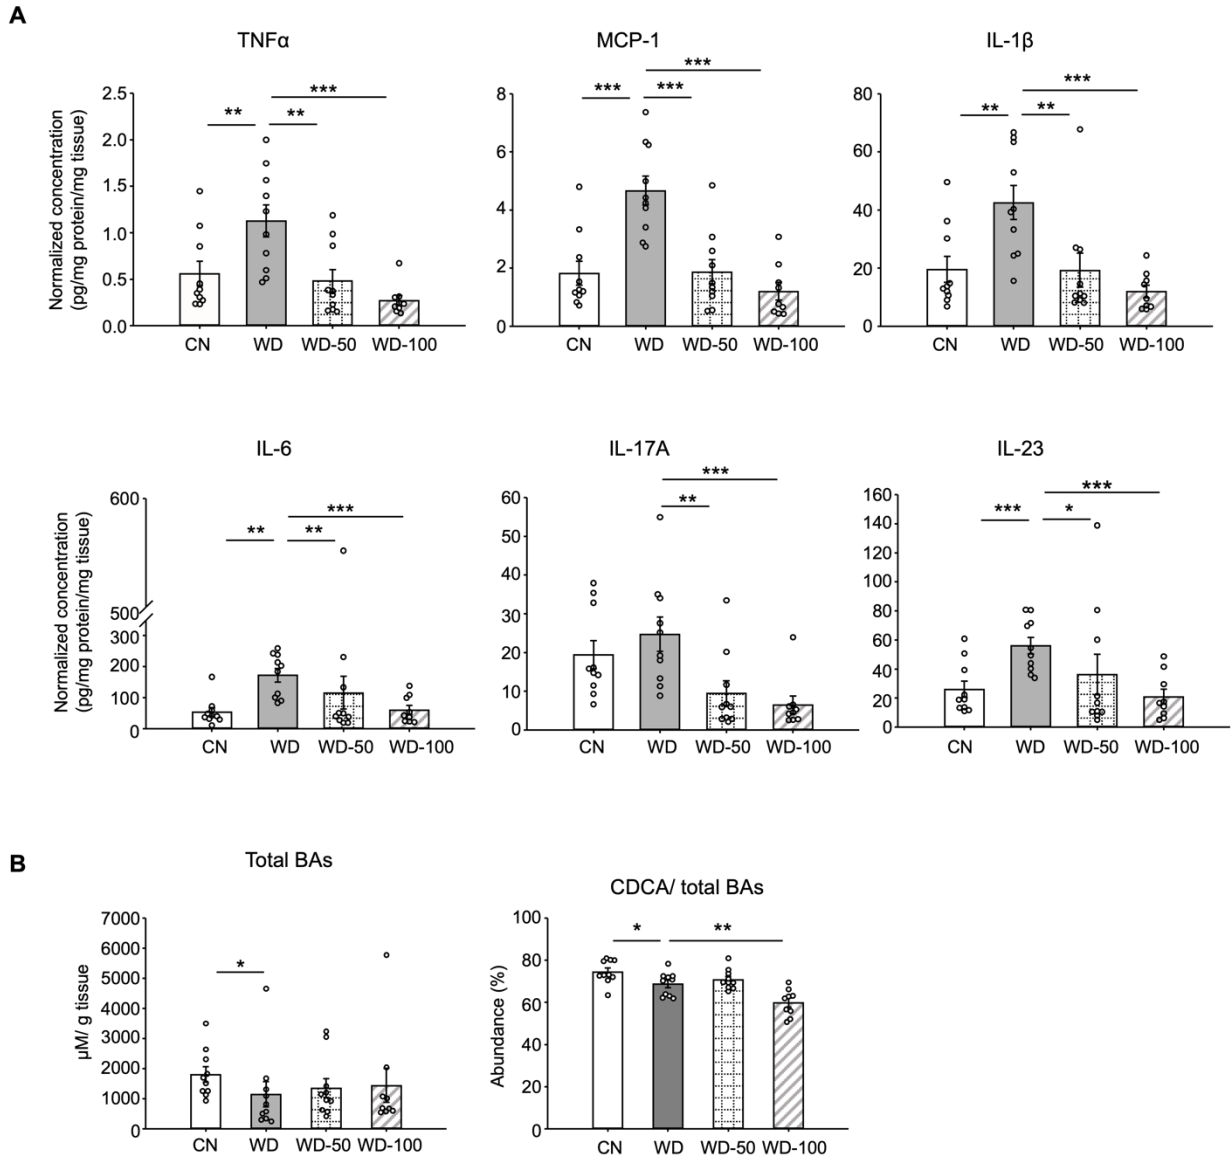 A
TNFα
MCP-1
IL-1β
Normalized concentration
(pg/mg protein/mg tissue)
2.5
2.0
1.5
1.0
0.5
0.0
** ** ***
CN WD WD-50 WD-100
8
6
4
2
0
*** *** ***
CN WD WD-50 WD-100
80
60
40
20
0
** ** ***
CN WD WD-50 WD-100
IL-6
IL-17A
IL-23
Normalized concentration
(pg/mg protein/mg tissue)
600
500
300
200
100
0
** ** ***
CN WD WD-50 WD-100
60
50
40
30
20
10
0
** ***
CN WD WD-50 WD-100
160
140
120
100
80
60
40
20
0
*** * ***
CN WD WD-50 WD-100
B
Total BAs
CDCA/ total BAs
µM/ g tissue
7000
6000
5000
4000
3000
2000
1000
0
*
CN WD WD-50 WD-100
Abundance (%)
100
80
60
40
20
0
* **
CN WD WD-50 WD-100